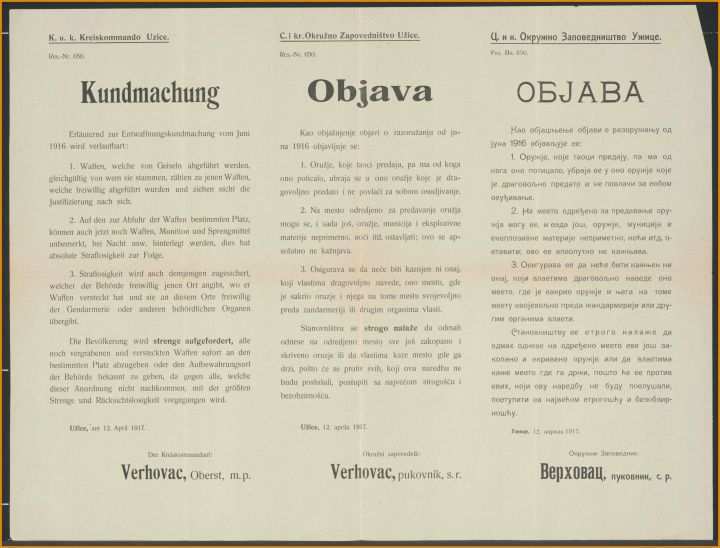 K. u. k. Kreiskommando Uzice.
Res.-Nr. 650.
Kundmachung
Erläuternd zur Entwaffnungskundmachung vom Juni
1916 wird verlautbart:
1. Waffen, welche von Geiseln abgeführt werden,
gleichgültig von wem sie stammen, zählen zu jenen Waffen,
welche freiwillig abgeführt wurden und ziehen nicht die
Justifizierung nach sich.
2. Auf den zur Abfuhr der Waffen bestimmten Platz,
können auch jetzt noch Waffen, Munition und Sprengmittel
unbemerkt, bei Nacht usw. hinterlegt werden, dies hat
absolute Straflosigkeit zur Folge.
3. Straflosigkeit wird auch demjenigen zugesichert,
welcher der Behörde freiwillig jenen Ort angibt, wo er
Waffen versteckt hat und sie an diesem Orte freiwillig
der Gendarmerie oder anderen behördlichen Organen
übergibt.
Die Bevölkerung wird strenge aufgefordert, alle
noch vergrabenen und versteckten Waffen sofort an den
bestimmten Platz abzugeben oder den Aufbewahrungsort
der Behörde bekannt zu geben, da gegen alle, welche
dieser Anordnung nicht nachkommen, mit der größten
Strenge und Rücksichtslosigkeit vorgegangen wird.
Užice, am 12. April 1917.
Der Kreiskommandant:
Verhovac, Oberst, m.p.
C. i kr. Okružno Zapovedništvo Užice.
Res.-Nr. 650.
Objava
Kao objašnjenje objavi o razoružanju od ju-
na 1916 objavljuje se:
1. Oružje, koje taoci predaja, pa ma od koga
ono poticalo, ubraja se u ono oružje koje je dra-
govoljno predato i ne povlači za sobom osudjivanje.
2. Na mesto odredjeno za predavanje oružja
mogu se, i sada još, oružje, municija i eksplozivne
materije neprimetno, noći itd. ostavljati; ovo se ap-
solutno ne kažnjava.
3. Osigurava se da neće biti kažnjen ni onaj,
koji vlastima dragovoljno navede, ono mesto, gde
je sakrio oružje i njega na tome mesto svojevoljno
preda zandarmeriji ili drugim organima vlasti.
Stanovništvu se strogo nalaže da odmah
odnese na odredjeno mesto sve još zakopano i
skriveno oružje ili da vlastima kaže mesto gde ga
drži, pošto će se protiv svih, koji ovu naredbu ne
budu poslušali, postupiti sa najvećom strogošću i
bezobzirnošću.
Užice, 12. aprila 1917.
Okružni zapovednik:
Verhovac, pukovnik, s.r.
Ц. и к. Окружно Заповедништво Ужице.
Рез. Бр. 650.
ОБЈАВА
Као објашњење објави о разоружању од
јуна 1916 објављује се:
1. Оружје, које таоци предају, па ма од
кога оно потицало, убраја се у оно оружје које
је драговољно предато и не повлачи за собом
осуђивање.
2. На место одређено за предавање ору-
жја могу се, и сада још, оружје, муниција и
експлозивне материје неприметно, ноћи итд. о-
стављати; ово се апсолутно не кажњава.
3. Осигурава се да неће бити кажњен ни
онај, који властима драговољно наведе оно
место, где је сакрио оружје и њега на томе
месту својевољно преда жандармерији или дру-
гим органима власти.
Становништву се строго налаже да
одмах однесе на одређено место све још за-
копано и скривено оружје или да властима
каже место где га држи, пошто ће се против
свих, који ову наредбу не буду послушали,
поступити са највећом строгошћу и безобзир-
ношћу.
Ужице, 12. априла 1917.
Окружни Заповедник:
Верховац, пуковник, с. р.